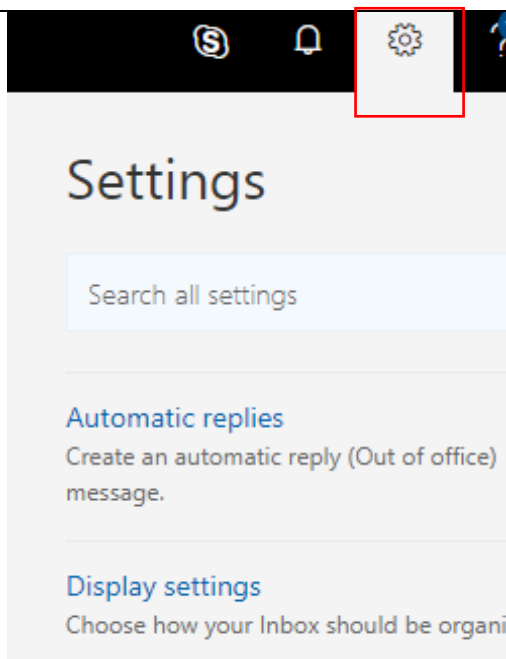 Settings
Search all settings
Automatic replies
Create an automatic reply (Out of office)
message.
Display settings
Choose how your Inbox should be